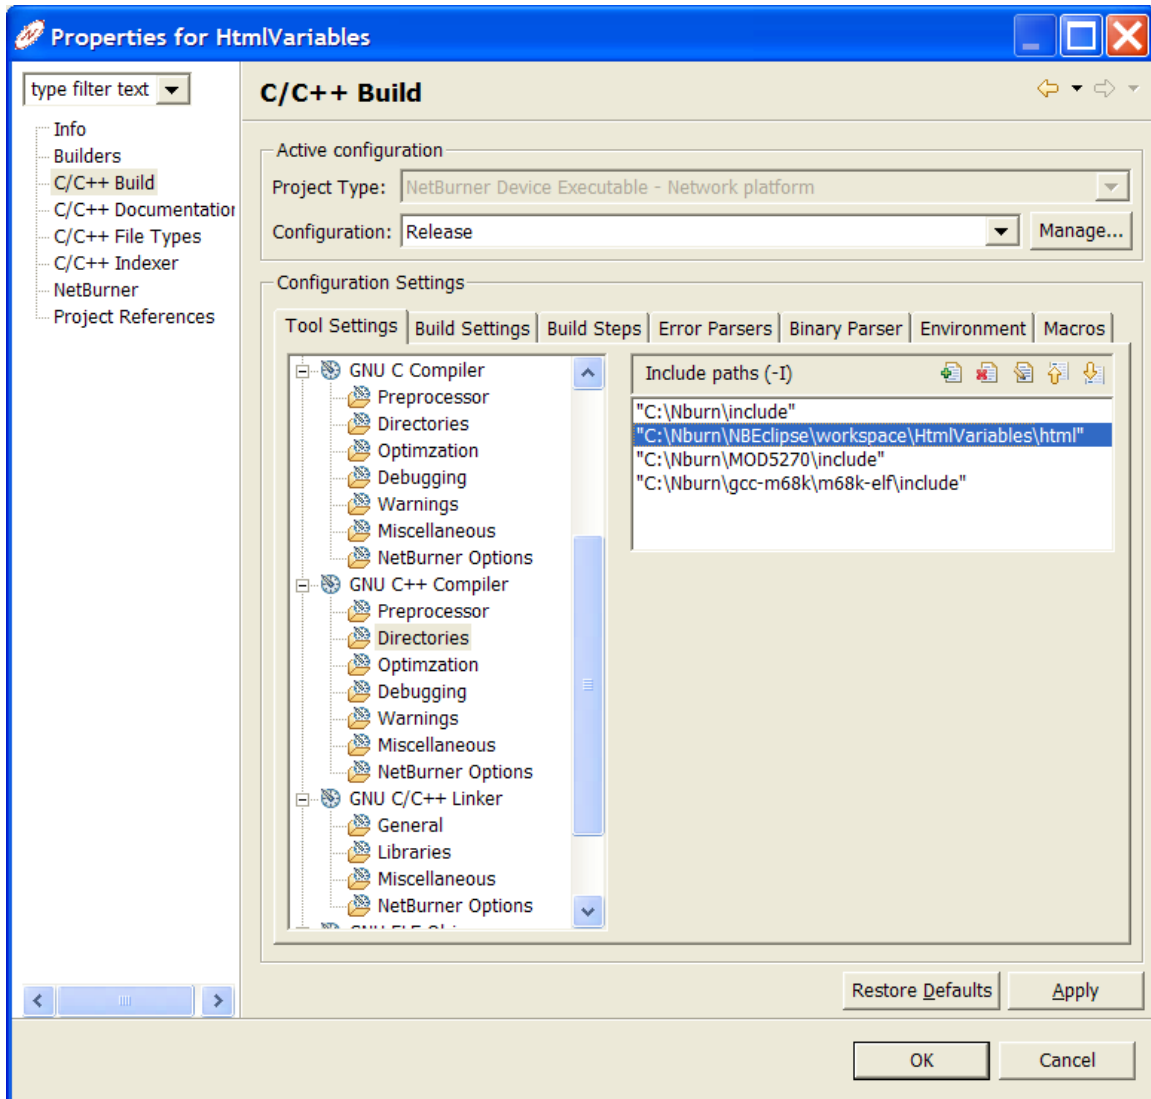 Properties for HtmlVariables
type filter text
Info
Builders
C/C++ Build
C/C++ Documentation
C/C++ File Types
C/C++ Indexer
NetBurner
Project References
C/C++ Build
Active configuration
Project Type: NetBurner Device Executable - Network platform
Configuration: Release Manage...
Configuration Settings
Tool Settings Build Settings Build Steps Error Parsers Binary Parser Environment Macros
GNU C Compiler
Preprocessor
Directories
Optimzation
Debugging
Warnings
Miscellaneous
NetBurner Options
GNU C++ Compiler
Preprocessor
Directories
Optimzation
Debugging
Warnings
Miscellaneous
NetBurner Options
GNU C/C++ Linker
General
Libraries
Miscellaneous
NetBurner Options
Include paths (-I)
"C:\Nburn\include"
"C:\Nburn\NBEclipse\workspace\HtmlVariables\html"
"C:\Nburn\MOD5270\include"
"C:\Nburn\gcc-m68k\m68k-elf\include"
Restore Defaults Apply
OK Cancel